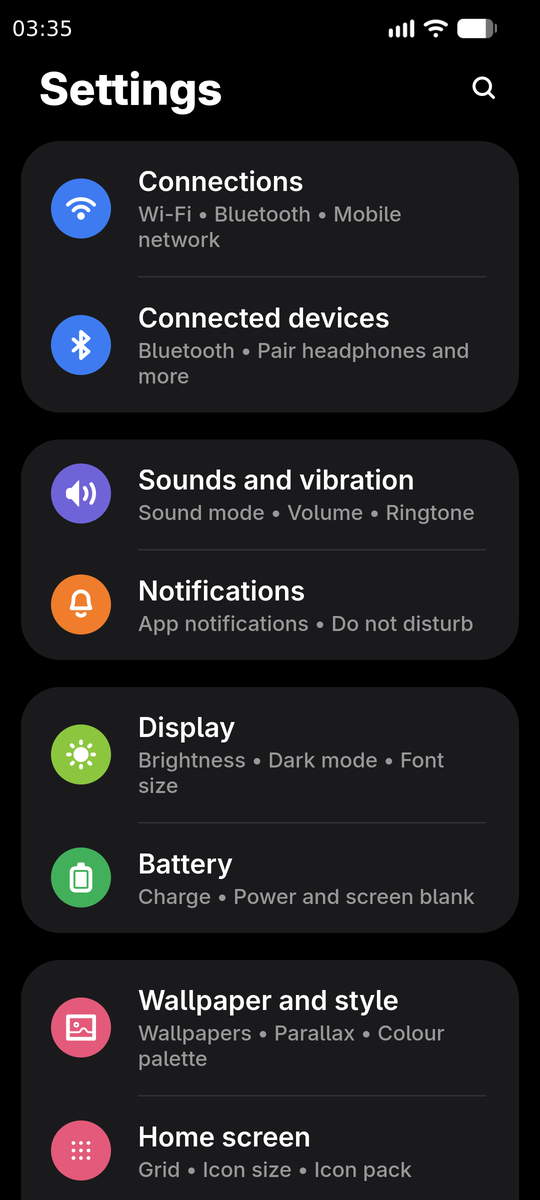 03:35
Settings
Connections
Wi-Fi • Bluetooth • Mobile
network
Connected devices
Bluetooth • Pair headphones and
more
Sounds and vibration
Sound mode • Volume • Ringtone
Notifications
App notifications • Do not disturb
Display
Brightness • Dark mode • Font
size
Battery
Charge • Power and screen blank
Wallpaper and style
Wallpapers • Parallax • Colour
palette
Home screen
Grid • Icon size • Icon pack